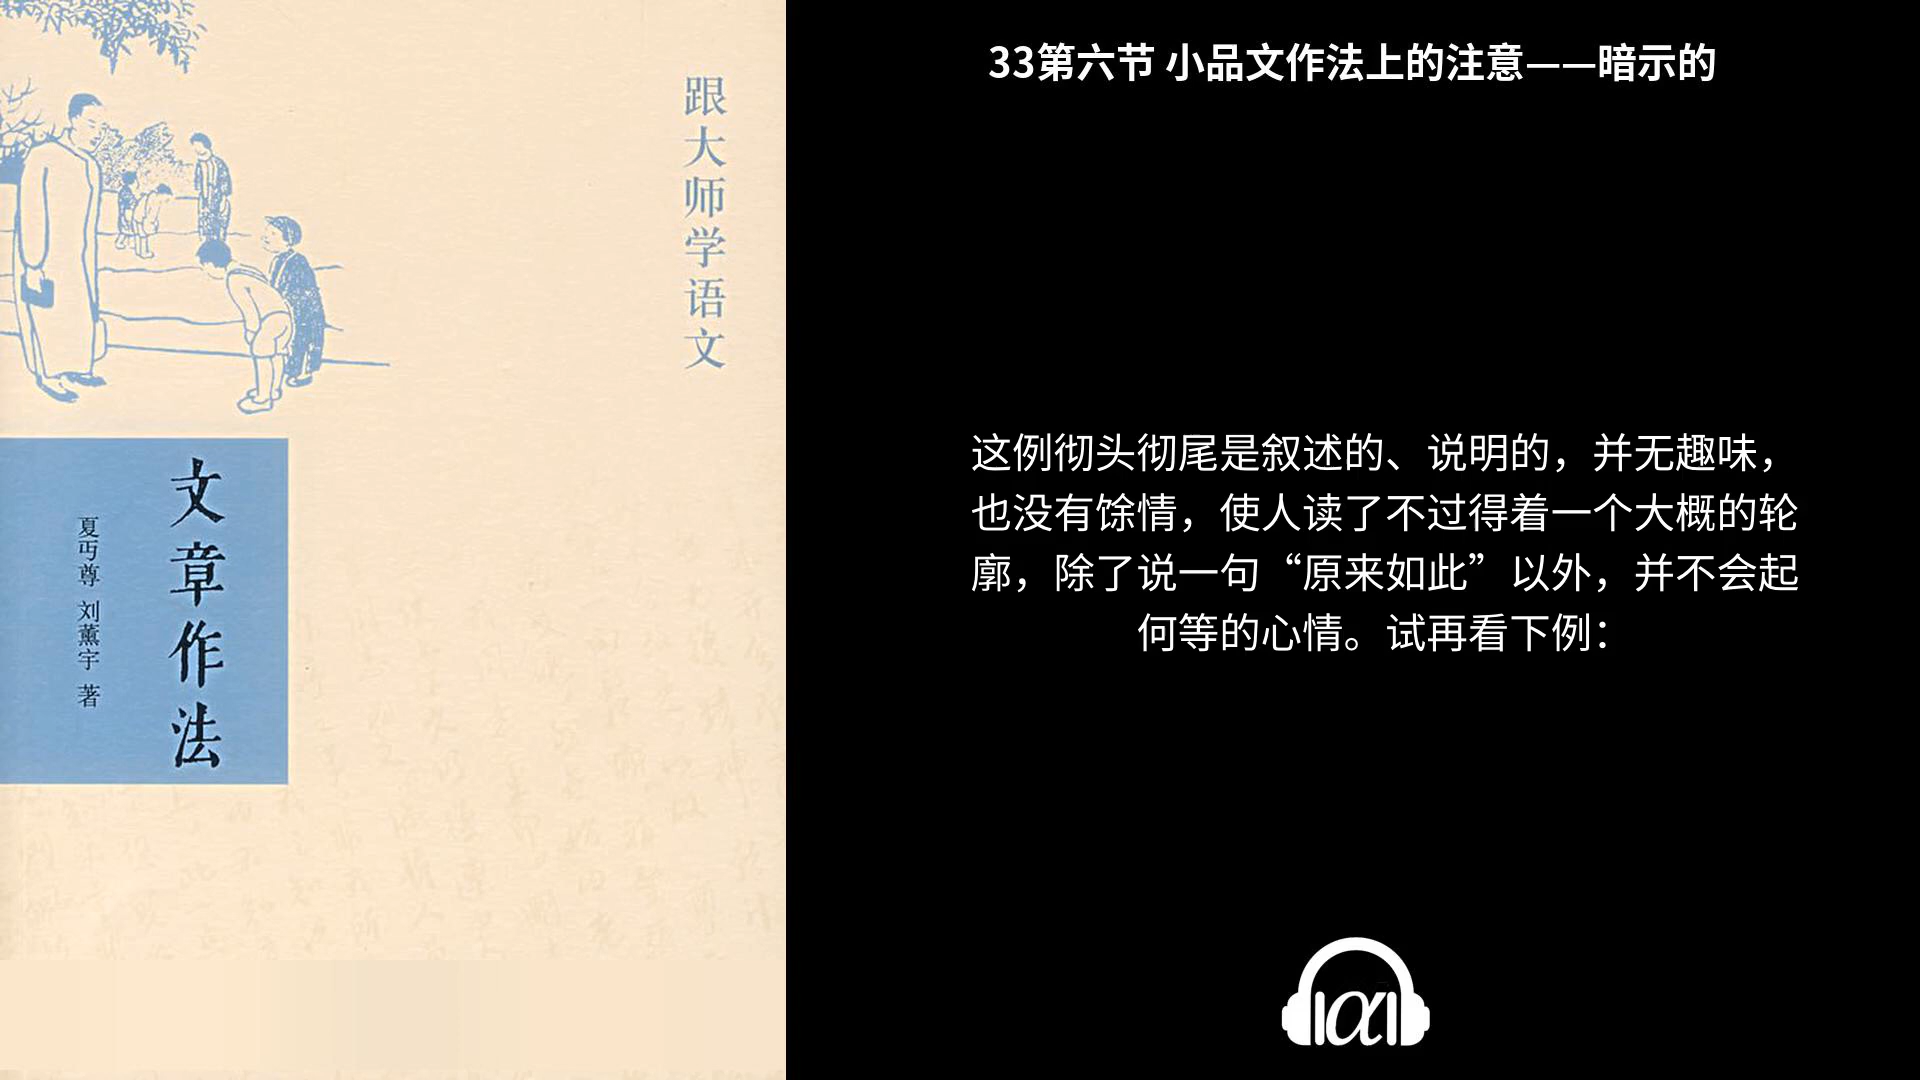 跟大师学语文
文章作法
夏丏尊 刘薰宇 著
33第六节 小品文作法上的注意——暗示的
这例彻头彻尾是叙述的、说明的，并无趣味，
也没有馀情，使人读了不过得着一个大概的轮
廓，除了说一句“原来如此”以外，并不会起
何等的心情。试再看下例：